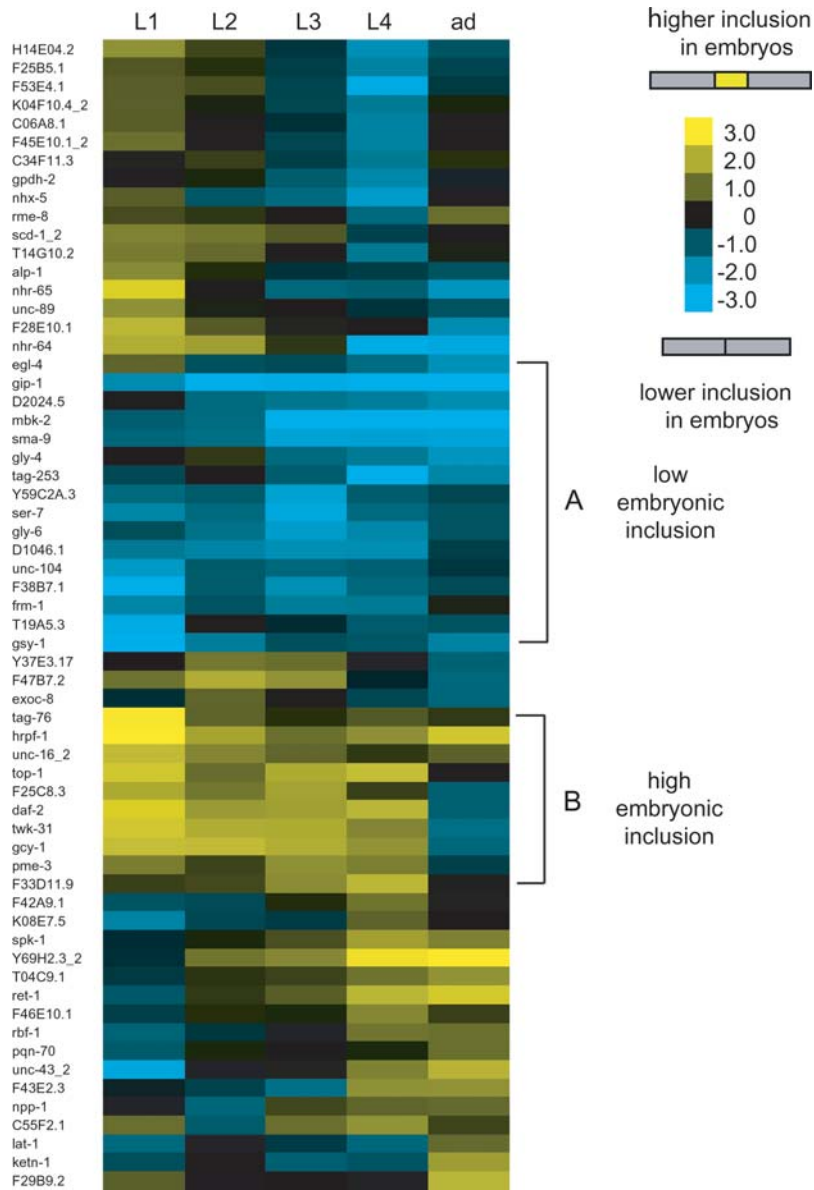 L1 L2 L3 L4 ad
H14E04.2
F25B5.1
F53E4.1
K04F10.4_2
C06A8.1
F45E10.1_2
C34F11.3
gpdh-2
nhx-5
rme-8
scd-1_2
T14G10.2
alp-1
nhr-65
unc-89
F28E10.1
nhr-64
egl-4
gip-1
D2024.5
mbk-2
sma-9
gly-4
tag-253
Y59C2A.3
ser-7
gly-6
D1046.1
unc-104
F38B7.1
frm-1
T19A5.3
gsy-1
Y37E3.17
F47B7.2
exoc-8
tag-76
hrpf-1
unc-16_2
top-1
F25C8.3
daf-2
twk-31
gcy-1
pme-3
F33D11.9
F42A9.1
K08E7.5
spk-1
Y69H2.3_2
T04C9.1
ret-1
F46E10.1
rbf-1
pqn-70
unc-43_2
F43E2.3
npp-1
C55F2.1
lat-1
ketn-1
F29B9.2
higher inclusion
in embryos
3.0
2.0
1.0
0
-1.0
-2.0
-3.0
lower inclusion
in embryos
A
low
embryonic
inclusion
B
high
embryonic
inclusion